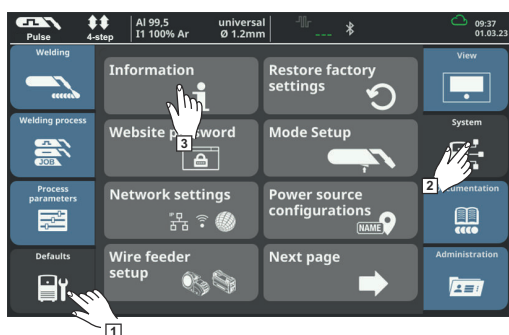 Pulse
4-step
Al 99,5 universal
I1 100% Ar Ø 1.2mm
---
09:37
01.03.23
Welding
Welding process
JOB
Process
parameters
Defaults
1
Information
3
Restore factory
settings
Website password
Mode Setup
Network settings
Power source
configurations
NAME
Wire feeder
setup
Next page
View
System
2
Administration